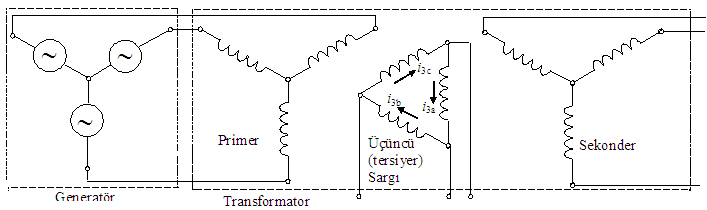 ~
~
~
i3c
i3b
i3a
Primer
Üçüncü
(tersiyer)
Sargı
Sekonder
Generatör
Transformator